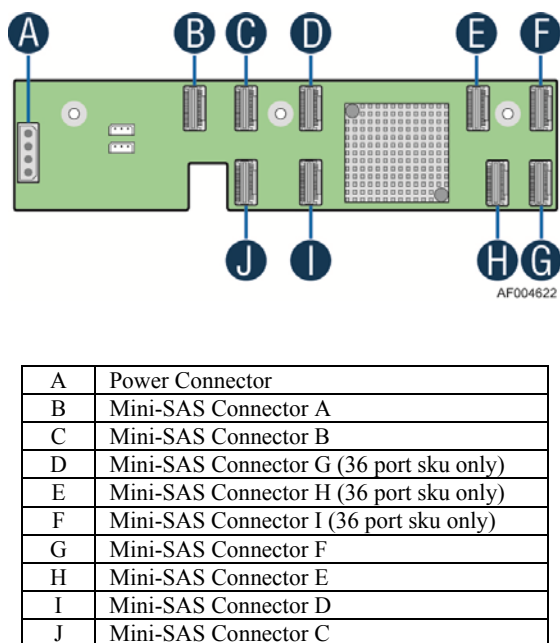 A B C D E F
J I H G
AF004622
A Power Connector
B Mini-SAS Connector A
C Mini-SAS Connector B
D Mini-SAS Connector G (36 port sku only)
E Mini-SAS Connector H (36 port sku only)
F Mini-SAS Connector I (36 port sku only)
G Mini-SAS Connector F
H Mini-SAS Connector E
I Mini-SAS Connector D
J Mini-SAS Connector C